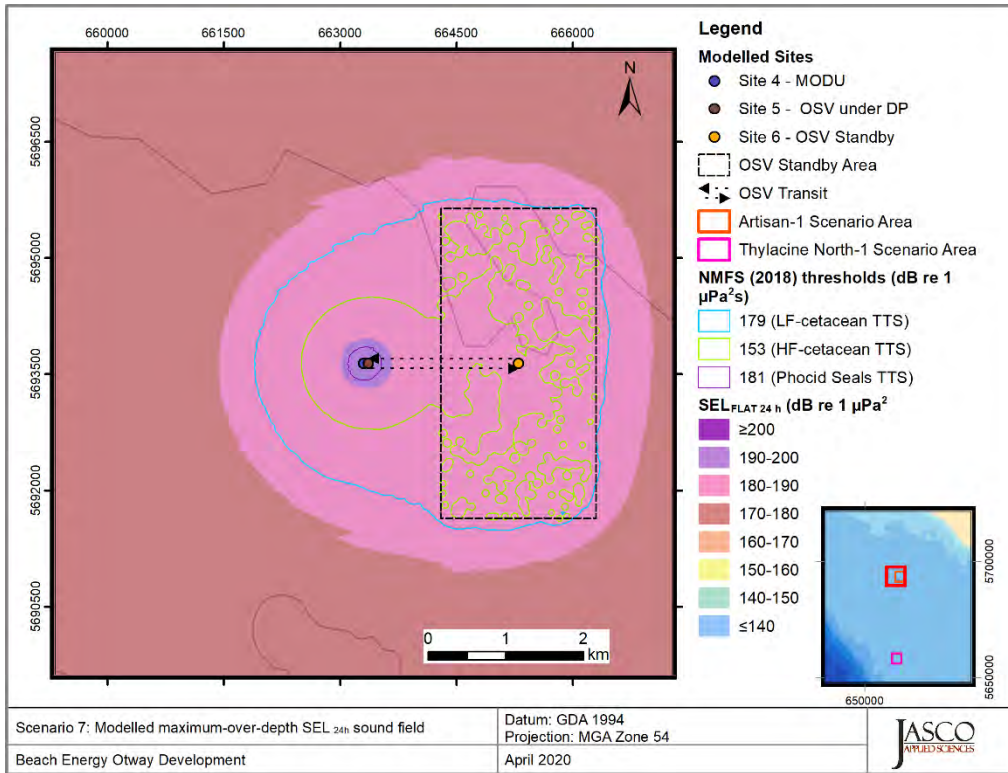 660000 661500 663000 664500 666000
5696500
5695000
5693500
5692000
5690500
N
0 1 2
km
Legend
Modelled Sites
Site 4 - MODU
Site 5 - OSV under DP
Site 6 - OSV Standby
OSV Standby Area
OSV Transit
Artisan-1 Scenario Area
Thylacine North-1 Scenario Area
NMFS (2018) thresholds (dB re 1
µPa²s)
179 (LF-cetacean TTS)
153 (HF-cetacean TTS)
181 (Phocid Seals TTS)
SEL FLAT 24 h (dB re 1 µPa²
≥200
190-200
180-190
170-180
160-170
150-160
140-150
≤140
5700000
5650000
650000
Scenario 7: Modelled maximum-over-depth SEL 24h sound field
Datum: GDA 1994
Projection: MGA Zone 54
Beach Energy Otway Development
April 2020
JASCO
APPLIED SCIENCES